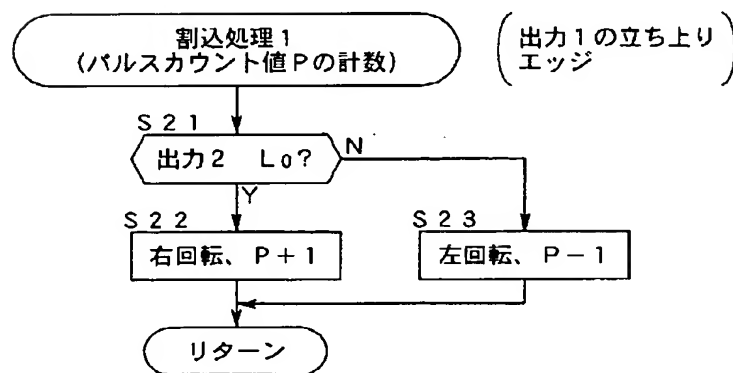 割込処理1
(パルスカウント値Pの計数)
(出力1の立ち上り
エッジ)
S21
出力2 Lo?
N
Y
S22
右回転、P+1
S23
左回転、P-1
リターン